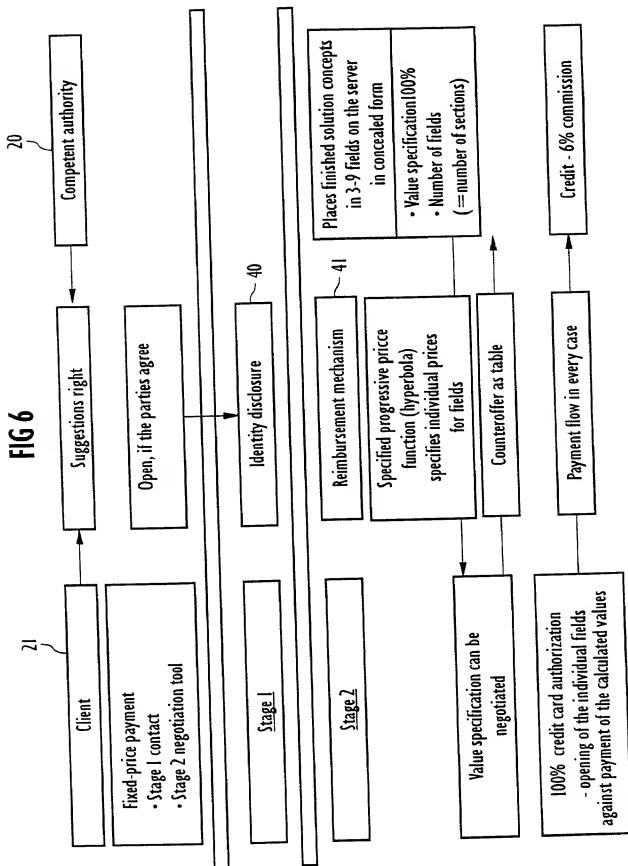 FIG 6
21
20
Client
Suggestions right
Competent authority
Fixed-price payment
• Stage 1 contact
• Stage 2 negotiation tool
Open, if the parties agree
Stage 1
Identity disclosure
40
Stage 2
Reimbursement mechanism
41
Places finished solution concepts
in 3-9 fields on the server
in concealed form
Specified progressive pricce
function (hyperbola)
specifies individual prices
for fields
• Value specification100%
• Number of fields
(=number of sections)
Value specification can be
negotiated
Counteroffer as table
100% credit card authorization
- opening of the individual fields
against payment of the calculated values
Payment flow in every case
Credit - 6% commission